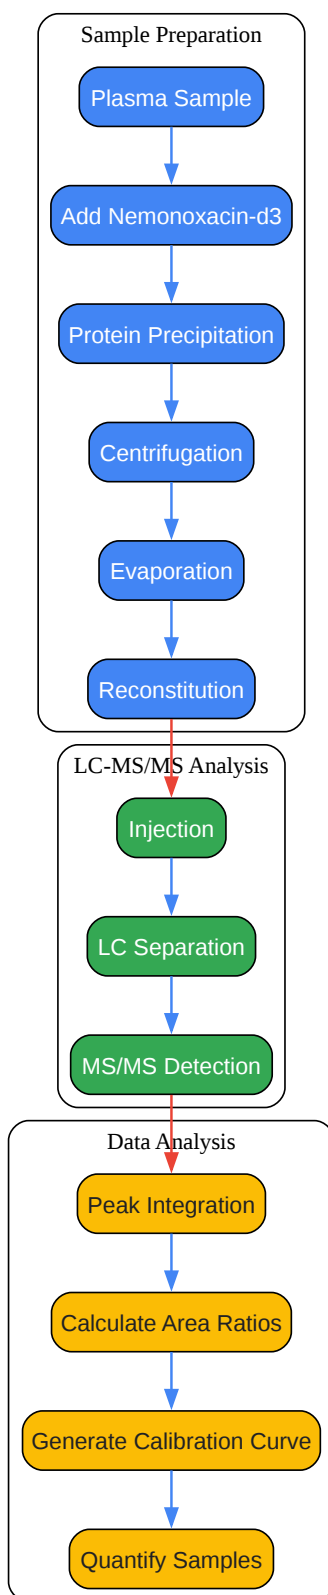 Sample Preparation
Plasma Sample
Add Nemonoxacin-d3
Protein Precipitation
Centrifugation
Evaporation
Reconstitution
LC-MS/MS Analysis
Injection
LC Separation
MS/MS Detection
Data Analysis
Peak Integration
Calculate Area Ratios
Generate Calibration Curve
Quantify Samples